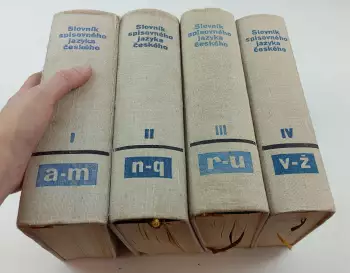 Slovník
spisovného
jazyka
českého
I
a-m
Slovník
spisovného
jazyka
českého
II
n-q
Slovník
spisovného
jazyka
českého
III
r-u
Slovník
spisovného
jazyka
českého
IV
v-ž